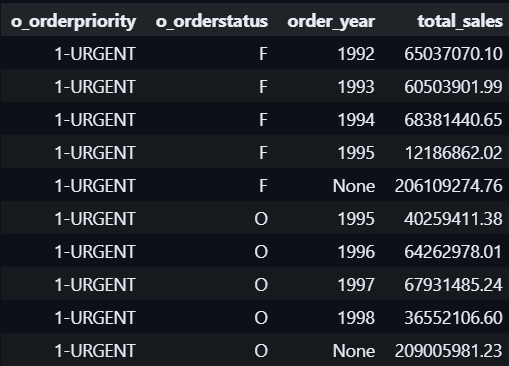 o_orderpriority o_orderstatus order_year total_sales
1-URGENT F 1992 65037070.10
1-URGENT F 1993 60503901.99
1-URGENT F 1994 68381440.65
1-URGENT F 1995 12186862.02
1-URGENT F None 206109274.76
1-URGENT O 1995 40259411.38
1-URGENT O 1996 64262978.01
1-URGENT O 1997 67931485.24
1-URGENT O 1998 36552106.60
1-URGENT O None 209005981.23